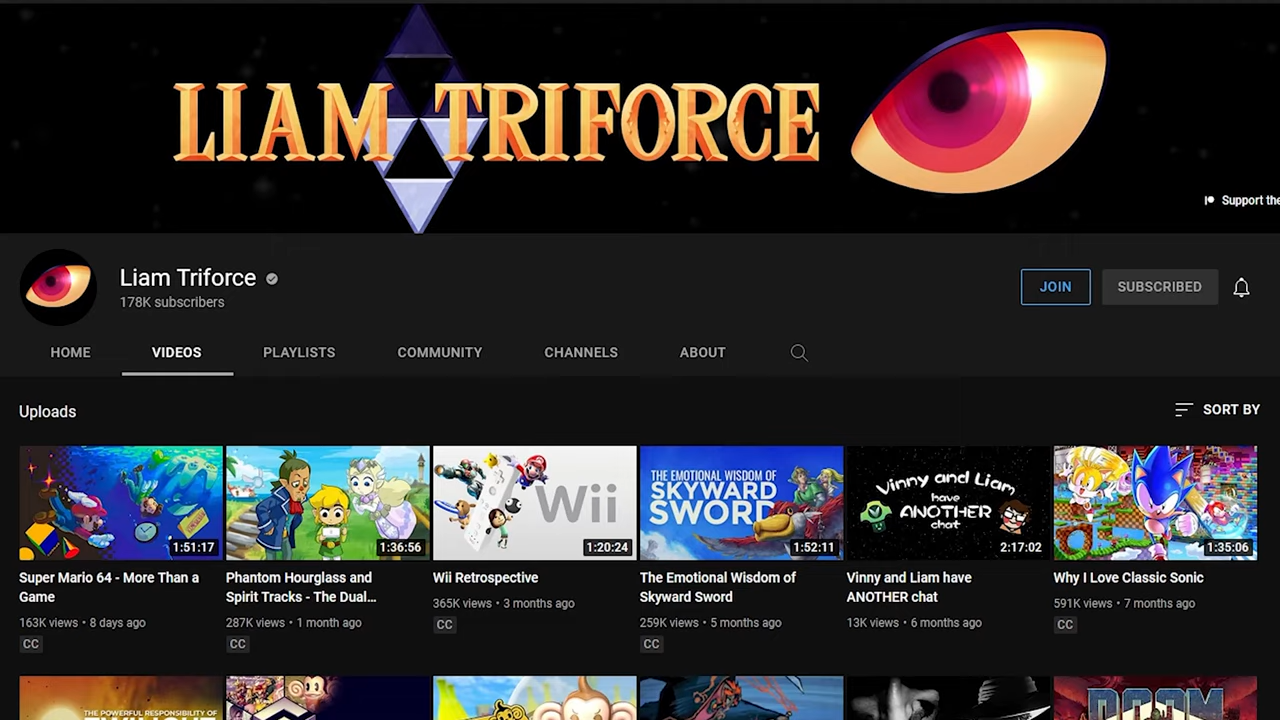 LIAM TRIFORCE
Support the
Liam Triforce
178K subscribers
JOIN
SUBSCRIBED
HOME
VIDEOS
PLAYLISTS
COMMUNITY
CHANNELS
ABOUT
Uploads
SORT BY
1:51:17
1:36:56
Wii
1:20:24
THE EMOTIONAL WISDOM OF
SKYWARD
SWORD
1:52:11
Vinny and Liam
have
ANOTHER
chat
2:17:02
1:35:06
Super Mario 64 - More Than a
Game
163K views • 8 days ago
CC
Phantom Hourglass and
Spirit Tracks - The Dual...
287K views • 1 month ago
CC
Wii Retrospective
365K views • 3 months ago
CC
The Emotional Wisdom of
Skyward Sword
259K views • 5 months ago
CC
Vinny and Liam have
ANOTHER chat
13K views • 6 months ago
Why I Love Classic Sonic
591K views • 7 months ago
CC
THE POWERFUL RESPONSIBILITY OF
TWILIGHT
DOOM